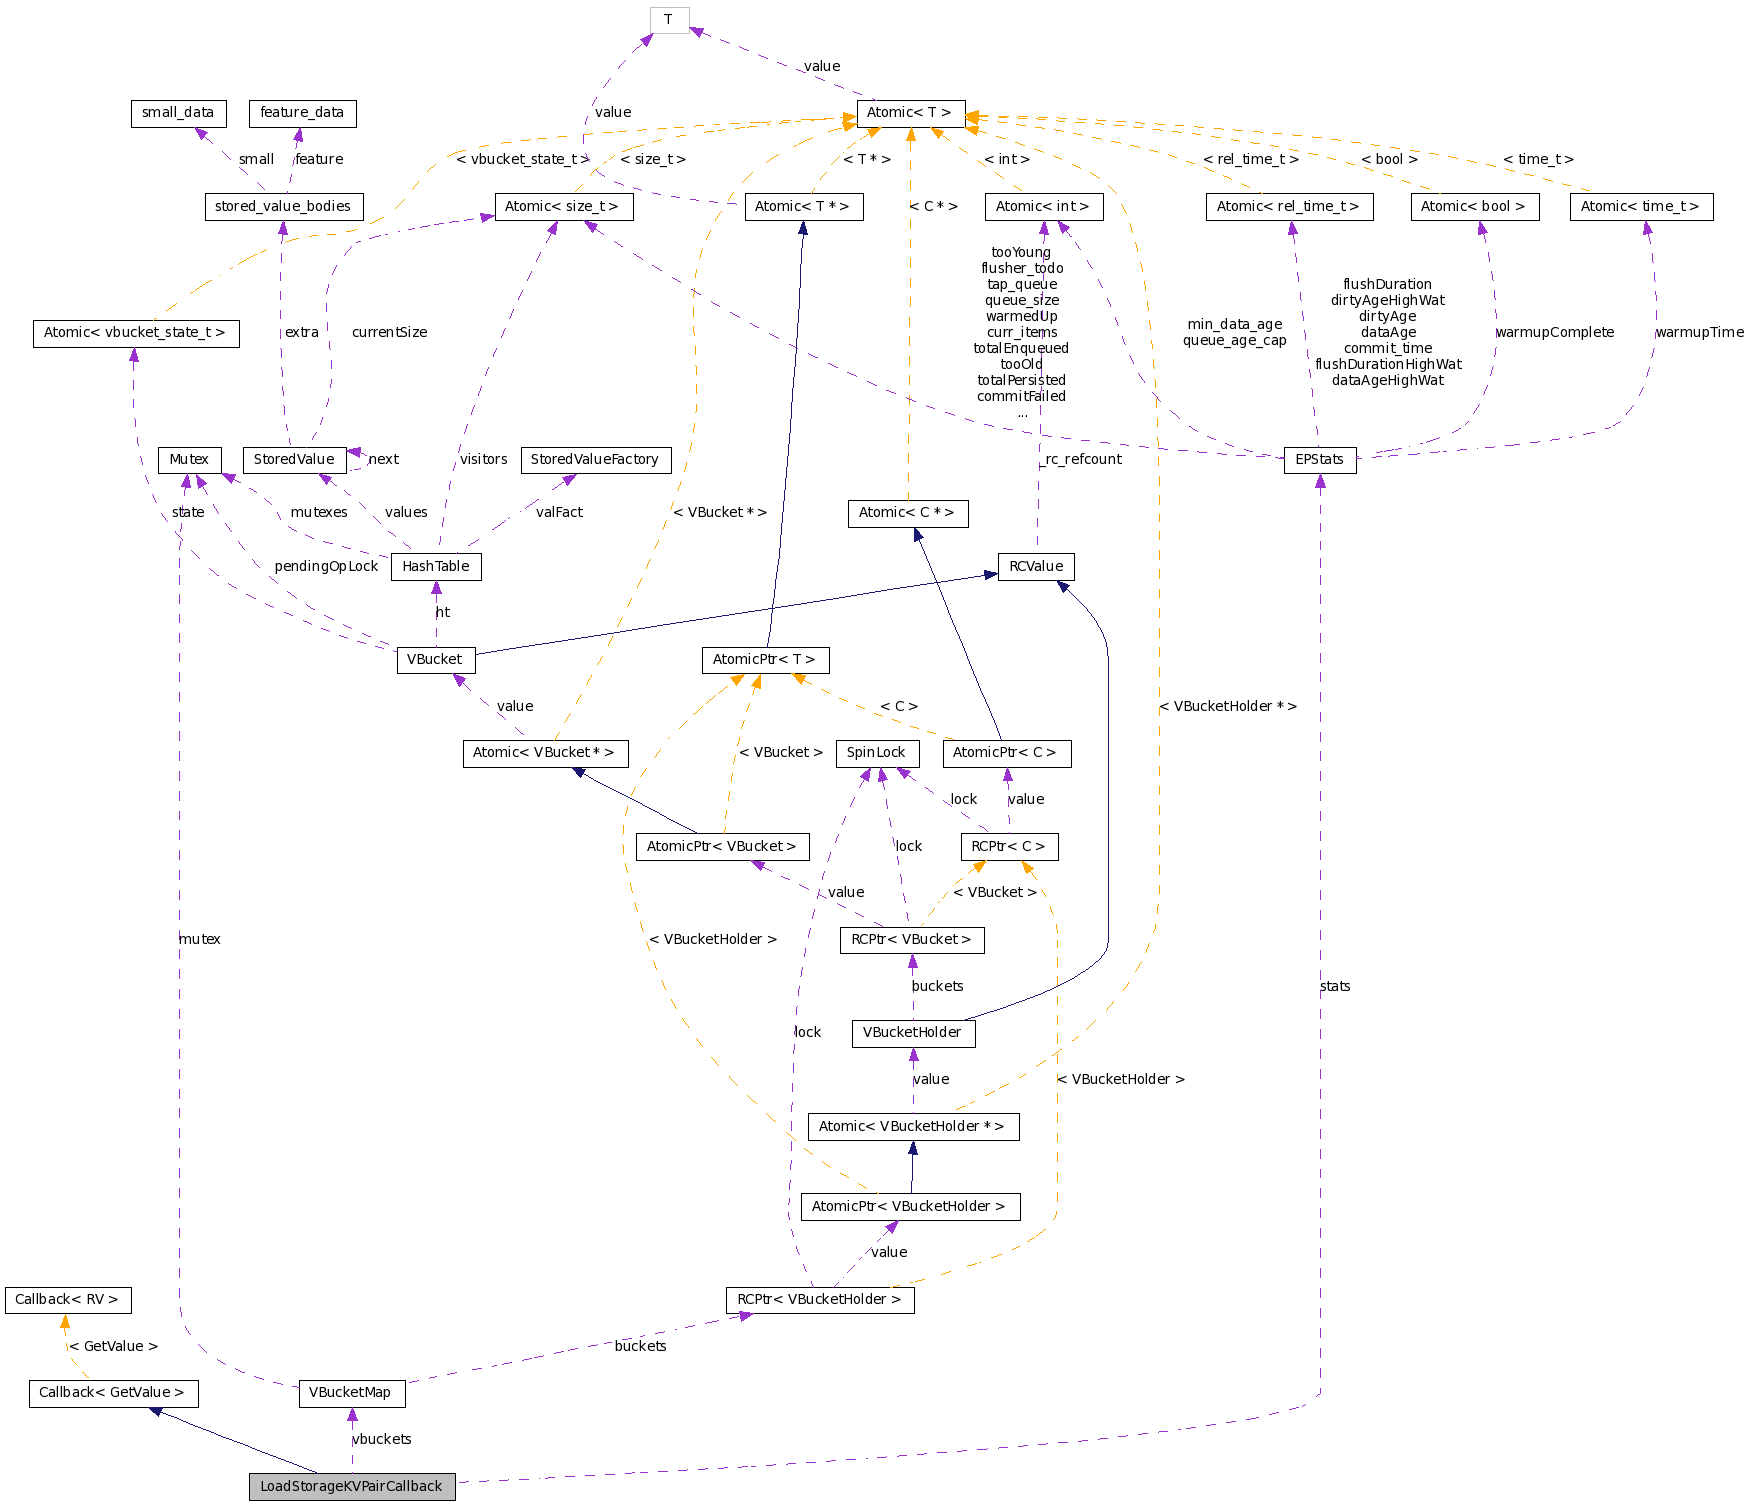 T
value
small_data
feature_data
value
Atomic< T >
small
feature
< vbucket_state_t >
< size_t >
< T * >
< int >
< rel_time_t >
< bool >
< time_t >
stored_value_bodies
Atomic< size_t >
Atomic< T * >
< C * >
Atomic< int >
Atomic< rel_time_t >
Atomic< bool >
Atomic< time_t >
Atomic< vbucket_state_t >
extra
currentSize
tooYoung
flusher_todo
tap_queue
queue_size
warmedUp
curr_items
totalEnqueued
tooOld
totalPersisted
commitFailed
...
min_data_age
queue_age_cap
flushDuration
dirtyAgeHighWat
dirtyAge
dataAge
commit_time
flushDurationHighWat
dataAgeHighWat
warmupComplete
warmupTime
Mutex
StoredValue
next
visitors
StoredValueFactory
_rc_refcount
EPStats
state
mutexes
values
valFact
< VBucket * >
Atomic< C * >
pendingOpLock
HashTable
RCValue
ht
VBucket
AtomicPtr< T >
value
< C >
< VBucketHolder * >
Atomic< VBucket * >
< VBucket >
SpinLock
AtomicPtr< C >
lock
value
AtomicPtr< VBucket >
lock
RCPtr< C >
value
< VBucket >
mutex
< VBucketHolder >
RCPtr< VBucket >
buckets
stats
lock
VBucketHolder
value
< VBucketHolder >
Atomic< VBucketHolder * >
AtomicPtr< VBucketHolder >
value
Callback< RV >
RCPtr< VBucketHolder >
< GetValue >
buckets
Callback< GetValue >
VBucketMap
vbuckets
LoadStorageKVPairCallback